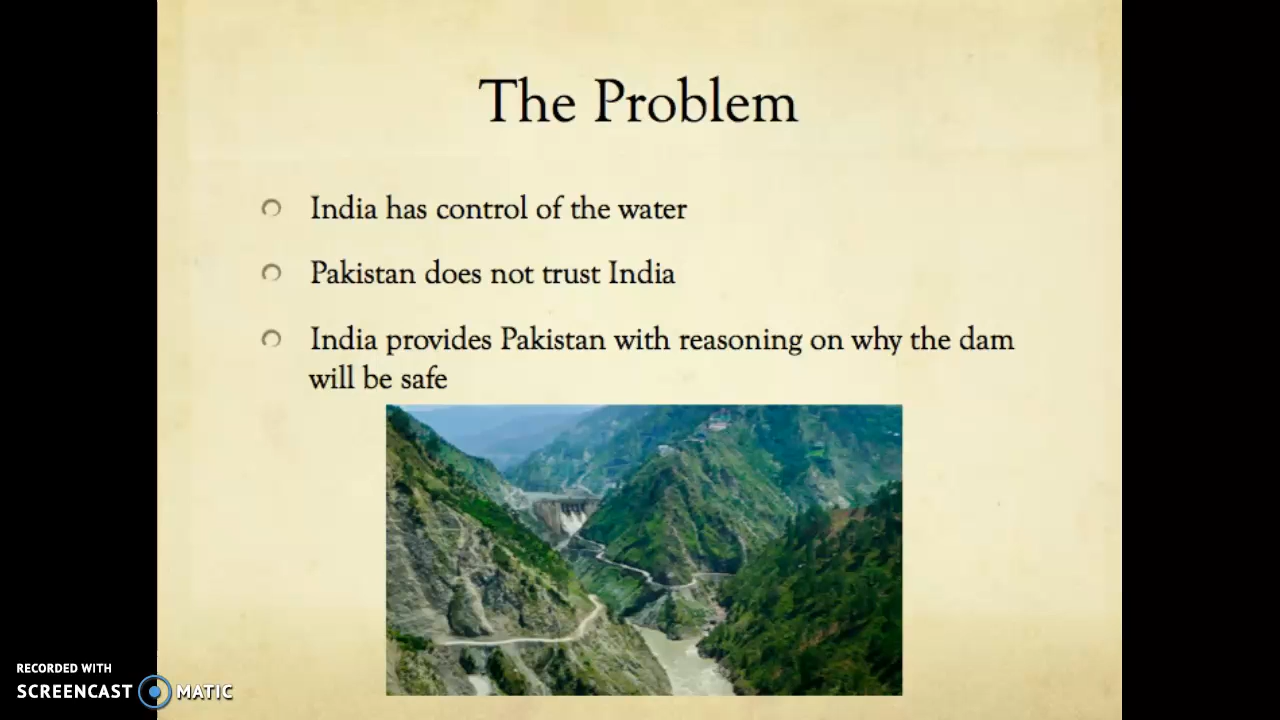 The Problem
India has control of the water
Pakistan does not trust India
India provides Pakistan with reasoning on why the dam
will be safe
RECORDED WITH
SCREENCAST MATIC